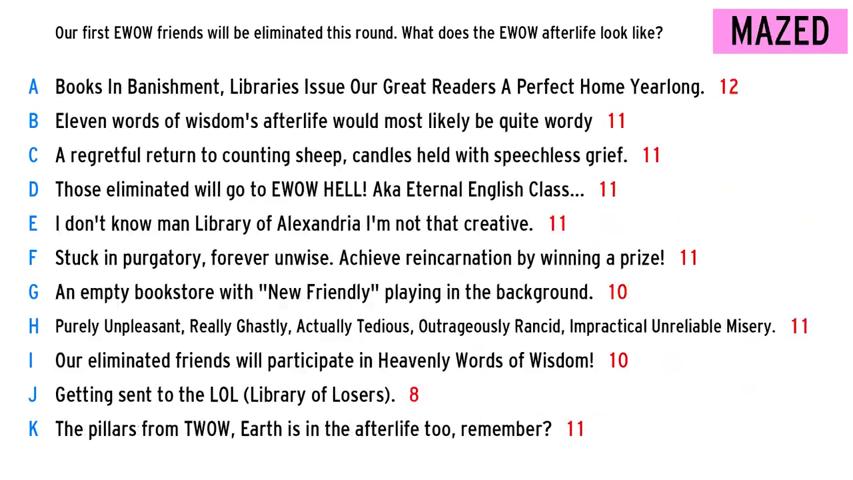 Our first EWOW friends will be eliminated this round. What does the EWOW afterlife look like?
MAZED
A Books In Banishment, Libraries Issue Our Great Readers A Perfect Home Yearlong. 12
B Eleven words of wisdom's afterlife would most likely be quite wordy 11
C A regretful return to counting sheep, candles held with speechless grief. 11
D Those eliminated will go to EWOW HELL! Aka Eternal English Class... 11
E I don't know man Library of Alexandria I'm not that creative. 11
F Stuck in purgatory, forever unwise. Achieve reincarnation by winning a prize! 11
G An empty bookstore with "New Friendly" playing in the background. 10
H Purely Unpleasant, Really Ghastly, Actually Tedious, Outrageously Rancid, Impractical Unreliable Misery. 11
I Our eliminated friends will participate in Heavenly Words of Wisdom! 10
J Getting sent to the LOL (Library of Losers). 8
K The pillars from TWOW, Earth is in the afterlife too, remember? 11